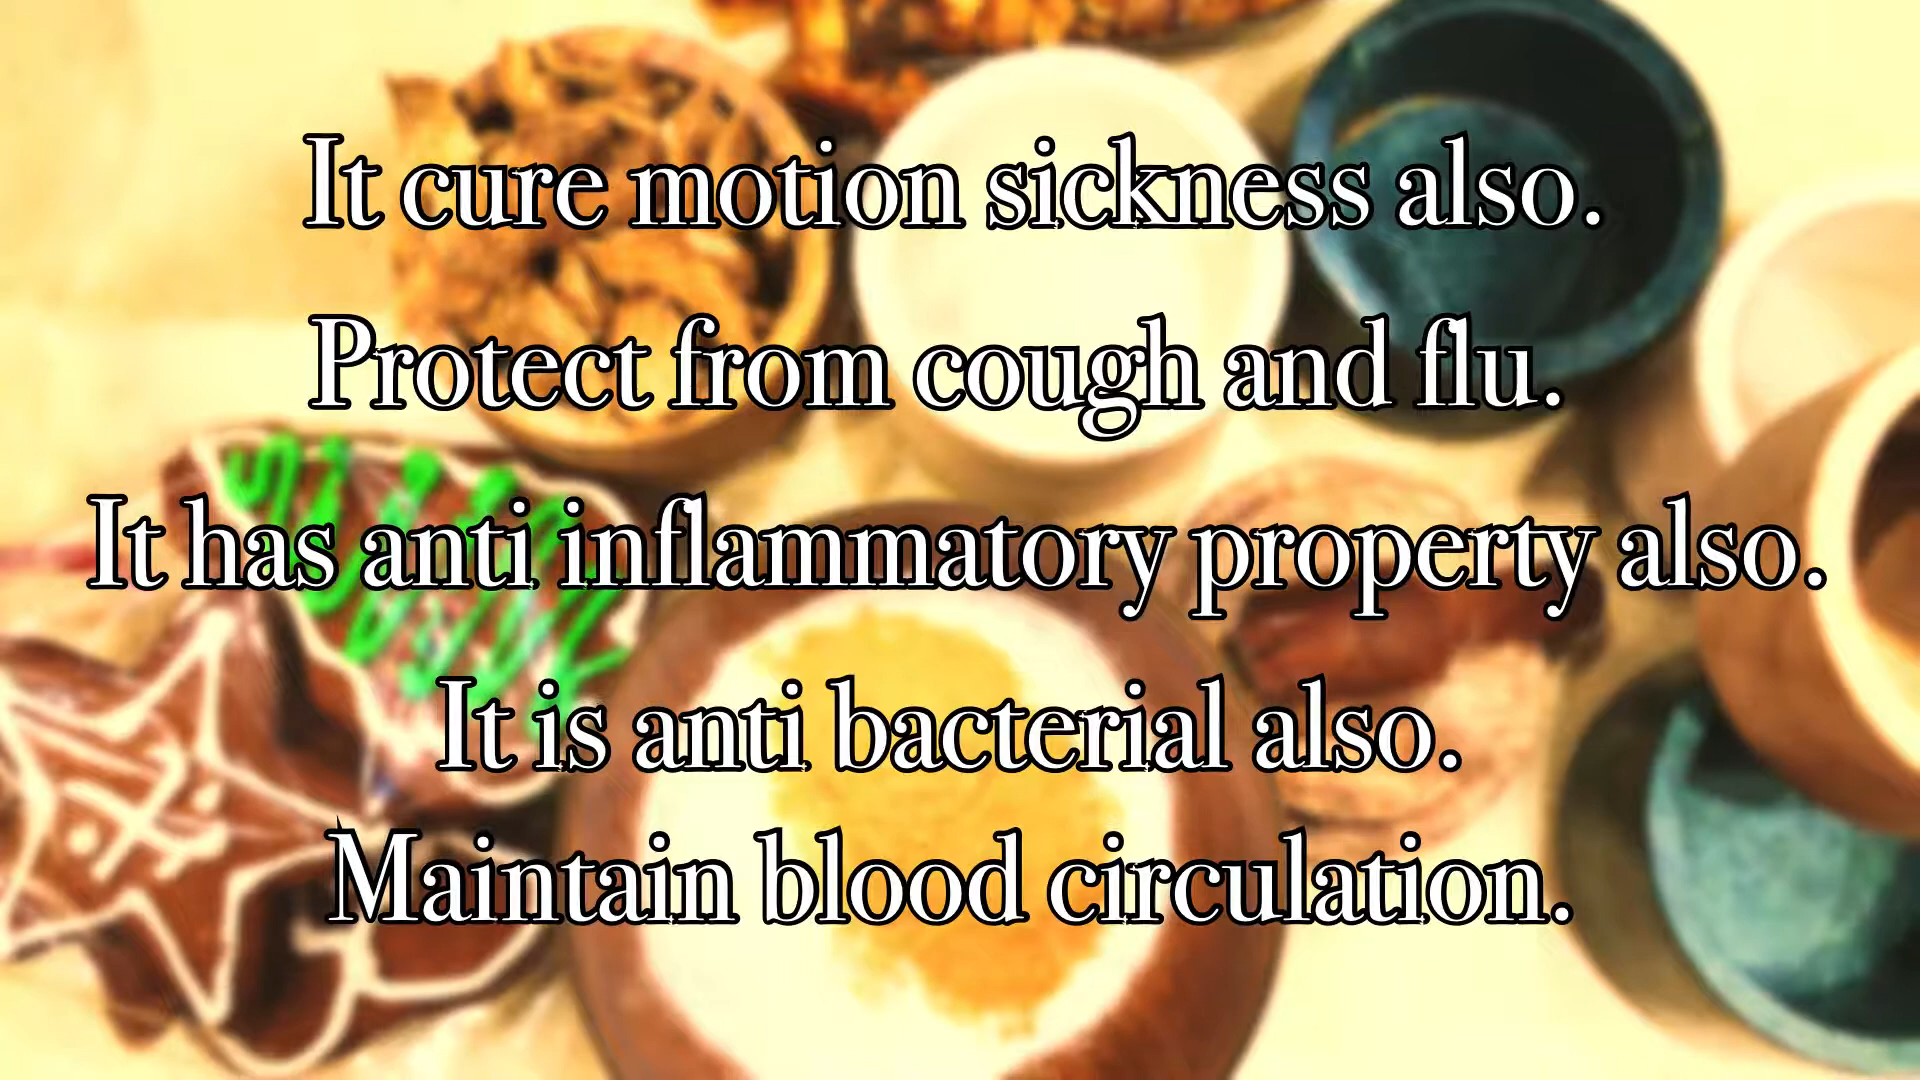 It cure motion sickness also.
Protect from cough and flu.
It has anti inflammatory property also.
It is anti bacterial also.
Maintain blood circulation.